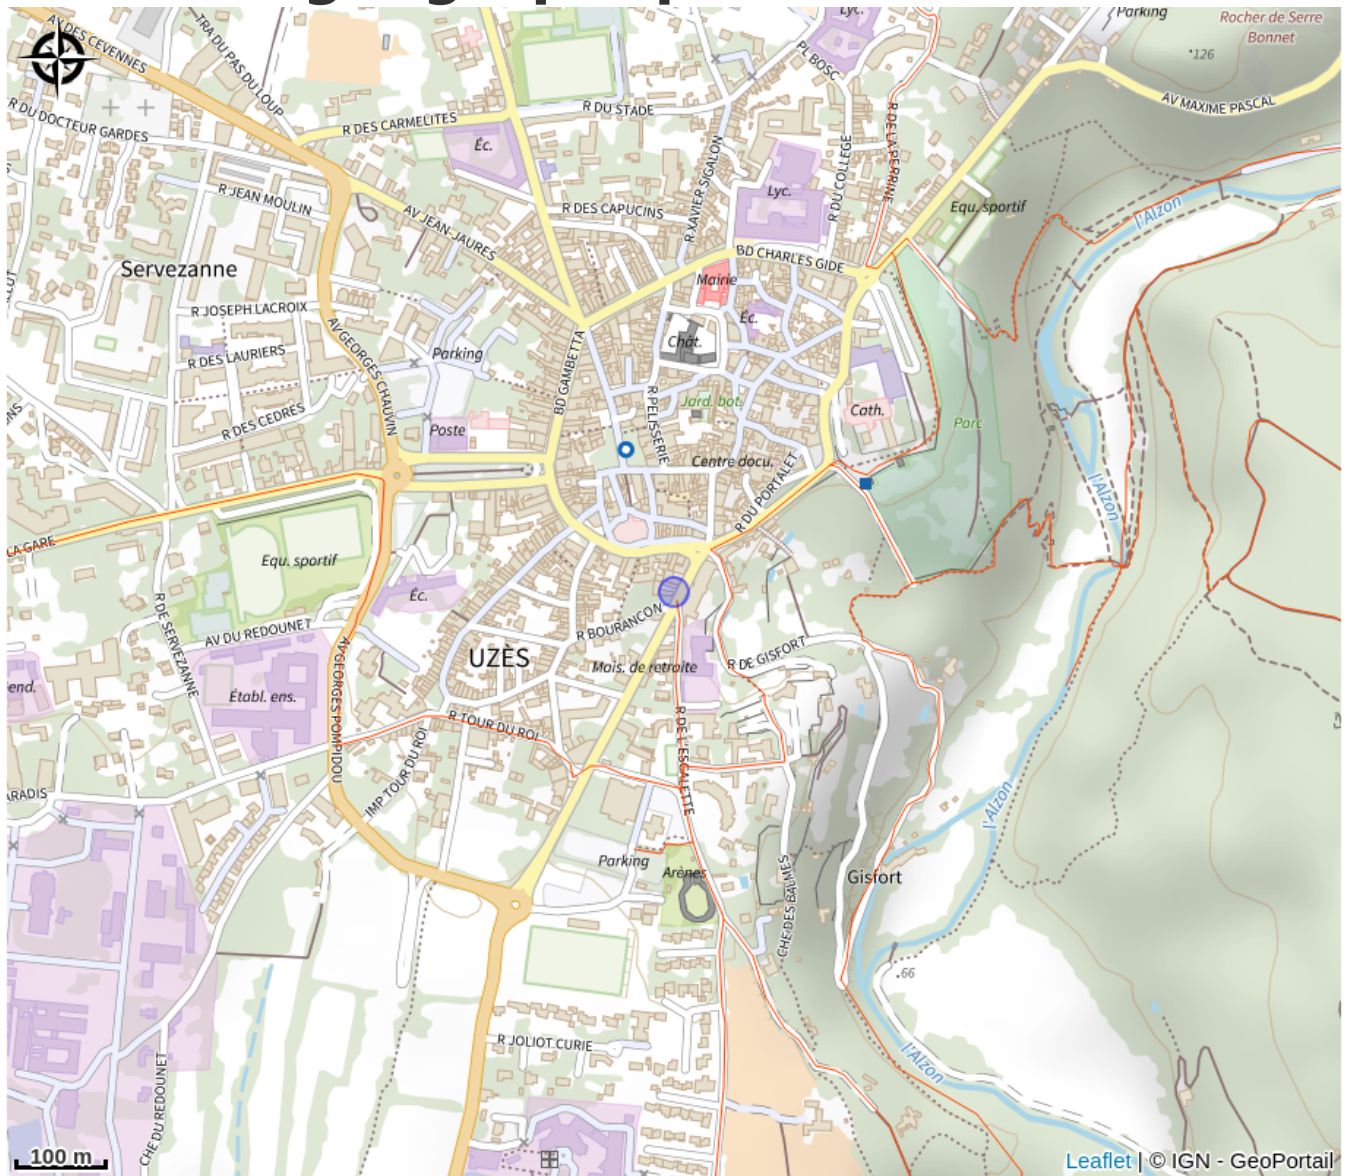 AV DES CEVENNES
TRA DU PAS DU LOUP
R DU DOCTEUR GARDES
R DES CARMELITES
R DU STADE
PL BOSC
Lyc.
Parking
Rocher de Serre
Bonnet
126
AV MAXIME PASCAL
R DE LA PERRINE
R DU COLLEGE
Éc.
Lyc.
R XAVIER SIGALON
R JEAN MOULIN
AV JEAN-JAURES
R DES CAPUCINS
Equ. sportif
l'Alzon
BD CHARLES GIDE
Servezanne
Mairie
R JOSEPH LACROIX
Éc.
AV GEORGES CHAUVIN
Chât.
R DES LAURIERS
Parking
BD GAMBETTA
R PELISSERIE
Jard. bot.
R DES CEDRES
Poste
Cath.
Parc
Centre docu.
R DU PORTALET
l'Alzon
LA GARE
Equ. sportif
Éc.
R DE SERVEZANNE
AV DU REDOUNET
R BOURANCON
UZÈS
Mais. de retraite
R DE GISFORT
Établ. ens.
AV GEORGES POMPIDOU
R TOUR DU ROI
IMP TOUR DU ROI
R DE L'ESCALETTE
l'Alzon
Parking
Arènes
CHE DES BALMES
Gisfort
66
R JOLIOT CURIE
l'Alzon
CHE DU REDOUNET
100 m
Leaflet | © IGN - GeoPortail